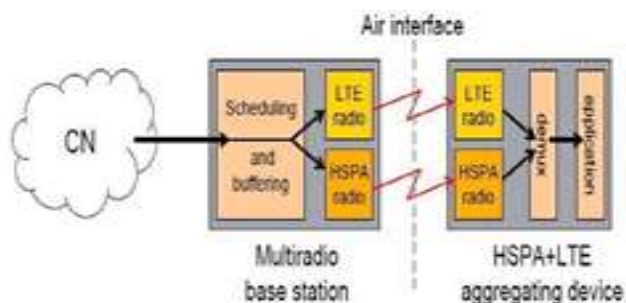 Air interface
CN
Scheduling
and
buffering
LTE
radio
HSPA
radio
LTE
radio
HSPA
radio
demux
application
Multiradio
base station
HSPA+LTE
aggregating device